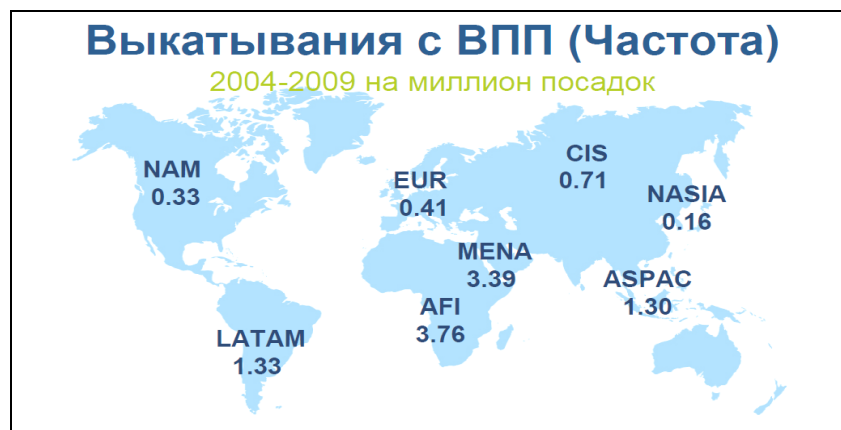 Выкатывания с ВПП (Частота)
2004-2009 на миллион посадок
NAM
0.33
EUR
0.41
CIS
0.71
NASIA
0.16
MENA
3.39
ASPAC
1.30
AFI
3.76
LATAM
1.33